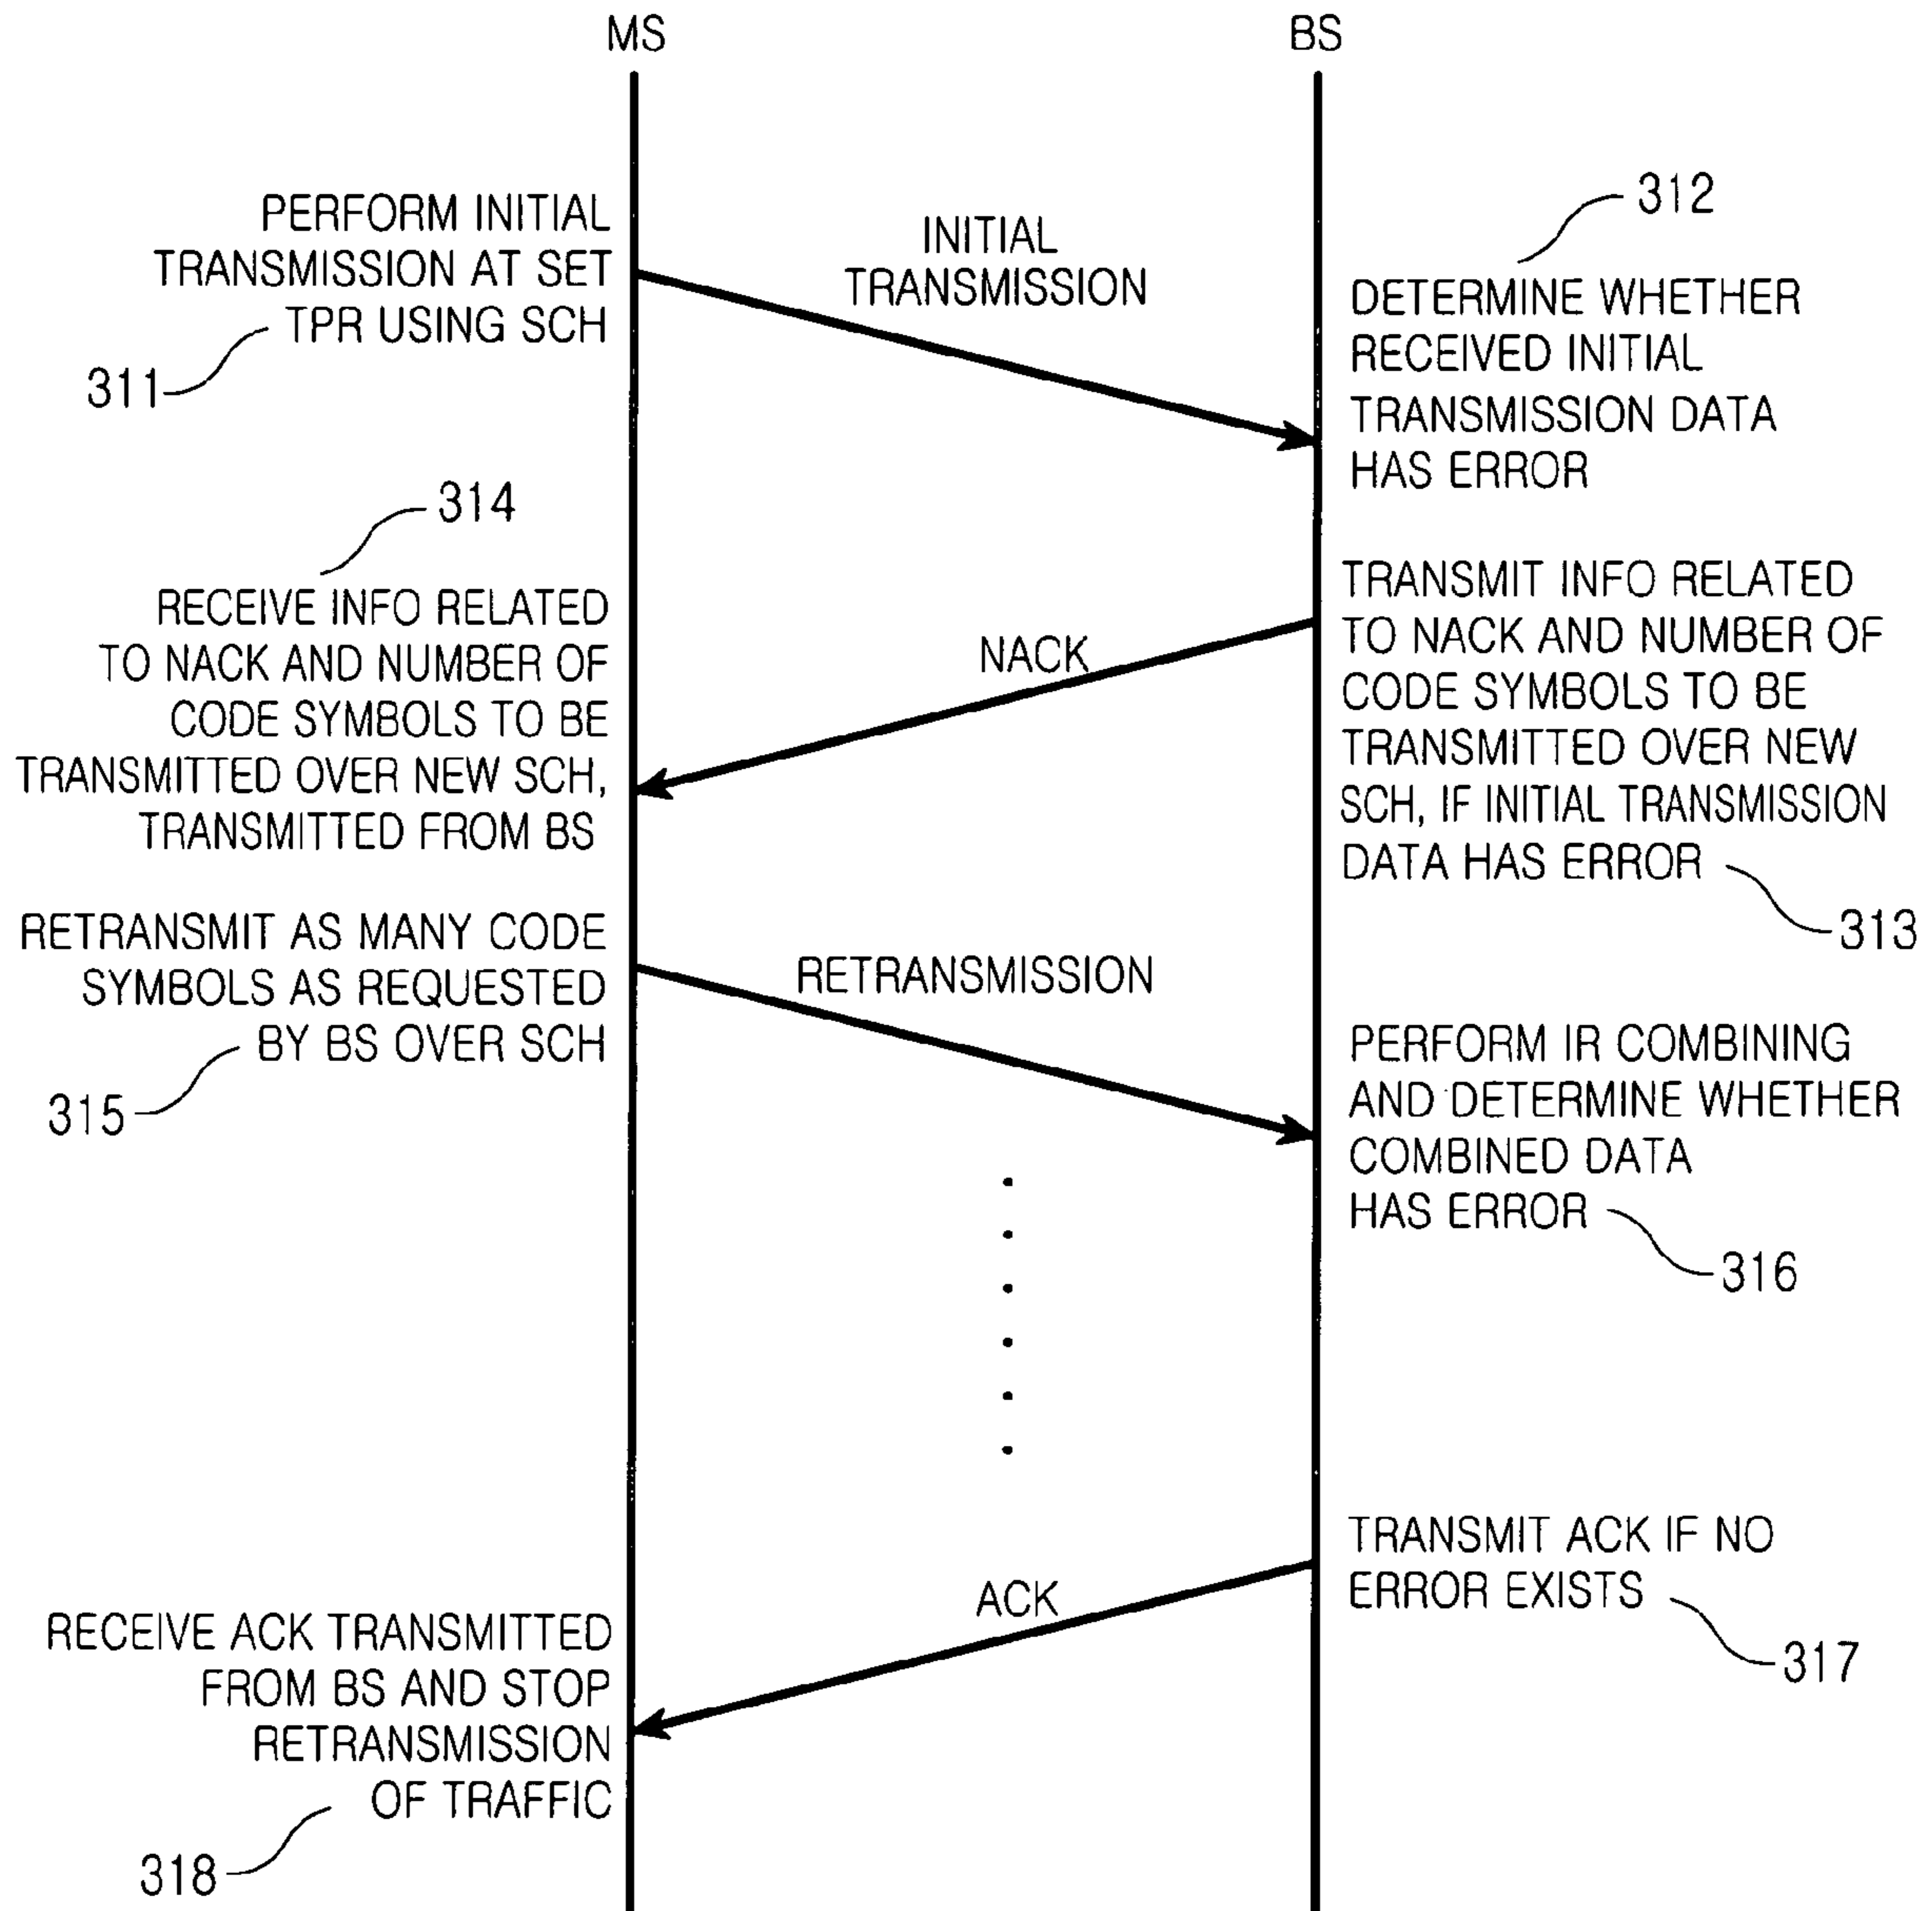 MS
BS
PERFORM INITIAL
TRANSMISSION AT SET
TPR USING SCH
311
INITIAL
TRANSMISSION
312
DETERMINE WHETHER
RECEIVED INITIAL
TRANSMISSION DATA
HAS ERROR
314
RECEIVE INFO RELATED
TO NACK AND NUMBER OF
CODE SYMBOLS TO BE
TRANSMITTED OVER NEW SCH,
TRANSMITTED FROM BS
NACK
TRANSMIT INFO RELATED
TO NACK AND NUMBER OF
CODE SYMBOLS TO BE
TRANSMITTED OVER NEW
SCH, IF INITIAL TRANSMISSION
DATA HAS ERROR
313
RETRANSMIT AS MANY CODE
SYMBOLS AS REQUESTED
BY BS OVER SCH
315
RETRANSMISSION
PERFORM IR COMBINING
AND DETERMINE WHETHER
COMBINED DATA
HAS ERROR
316
TRANSMIT ACK IF NO
ERROR EXISTS
317
ACK
RECEIVE ACK TRANSMITTED
FROM BS AND STOP
RETRANSMISSION
OF TRAFFIC
318